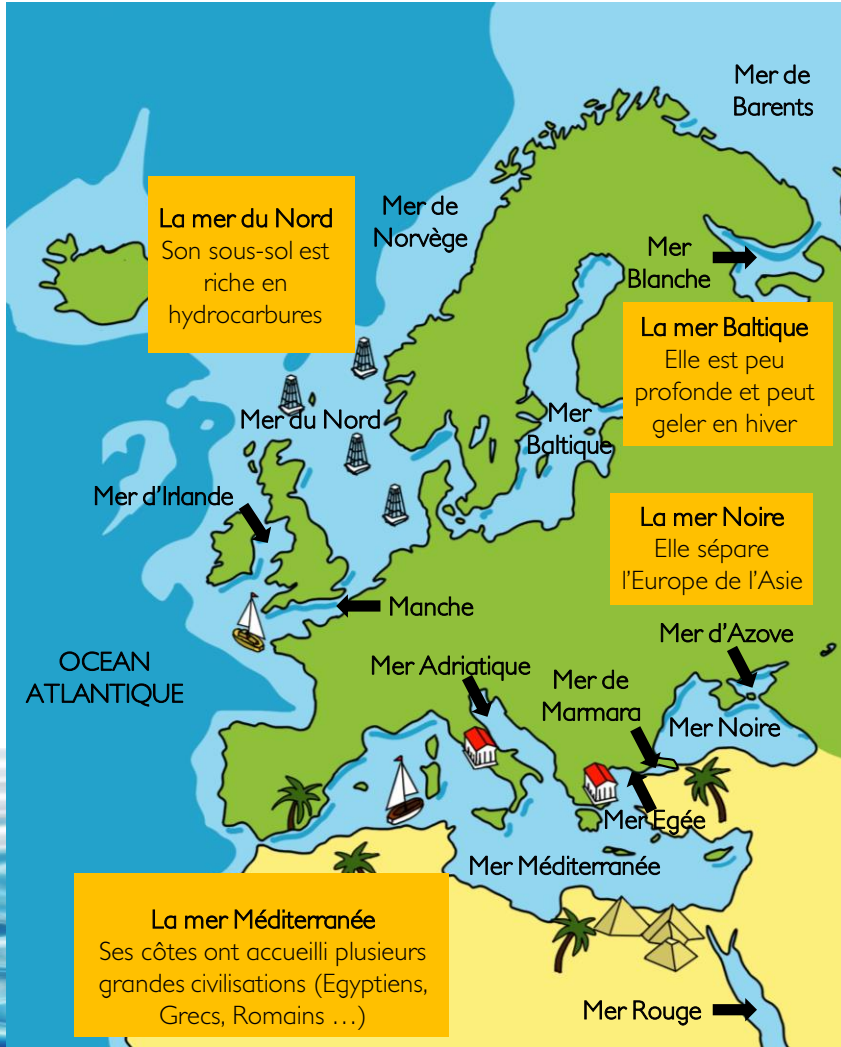 Mer de
Barents
La mer du Nord
Son sous-sol est
riche en
hydrocarbures
Mer de
Norvège
Mer
Blanche
La mer Baltique
Elle est peu
profonde et peut
geler en hiver
Mer du Nord
Mer
Baltique
Mer d'Irlande
La mer Noire
Elle sépare
l'Europe de l'Asie
Manche
OCEAN
ATLANTIQUE
Mer Adriatique
Mer d'Azove
Mer de
Marmara
Mer Noire
Mer Egée
Mer Méditerranée
La mer Méditerranée
Ses côtes ont accueilli plusieurs
grandes civilisations (Egyptiens,
Grecs, Romains …)
Mer Rouge